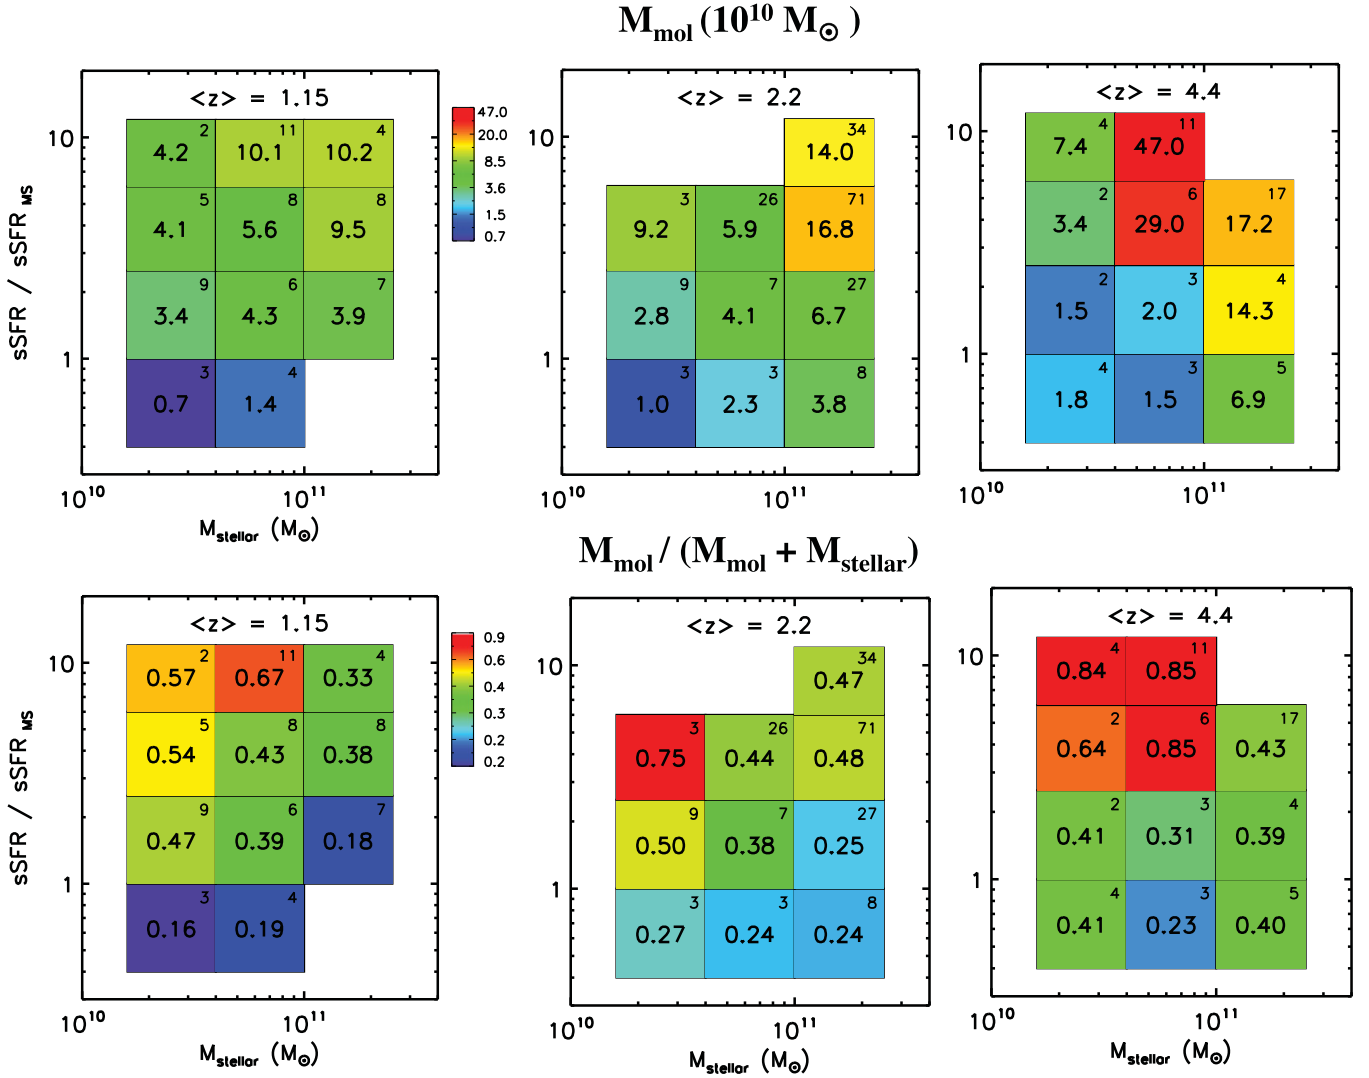 M_mol (10^10 M_⊙)
<z> = 1.15
<z> = 2.2
<z> = 4.4
sSFR / sSFR_MS
10
1
2 11 4
4.2 10.1 10.2
5 8 8
4.1 5.6 9.5
9 6 7
3.4 4.3 3.9
3 4
0.7 1.4
10^10 10^11
M_stellar (M_⊙)
47.0
20.0
8.5
3.6
1.5
0.7
10
1
34
14.0
3 26 71
9.2 5.9 16.8
9 7 27
2.8 4.1 6.7
3 3 8
1.0 2.3 3.8
10^10 10^11
10
1
4 11
7.4 47.0
2 6 17
3.4 29.0 17.2
2 3 4
1.5 2.0 14.3
4 3 5
1.8 1.5 6.9
10^10 10^11
M_mol / (M_mol + M_stellar)
<z> = 1.15
<z> = 2.2
<z> = 4.4
sSFR / sSFR_MS
10
1
2 11 4
0.57 0.67 0.33
5 8 8
0.54 0.43 0.38
9 6 7
0.47 0.39 0.18
3 4
0.16 0.19
10^10 10^11
M_stellar (M_⊙)
0.9
0.6
0.4
0.3
0.2
0.2
10
1
34
0.47
3 26 71
0.75 0.44 0.48
9 7 27
0.50 0.38 0.25
3 3 8
0.27 0.24 0.24
10^10 10^11
M_stellar (M_⊙)
10
1
4 11
0.84 0.85
2 6 17
0.64 0.85 0.43
2 3 4
0.41 0.31 0.39
4 3 5
0.41 0.23 0.40
10^10 10^11
M_stellar (M_⊙)